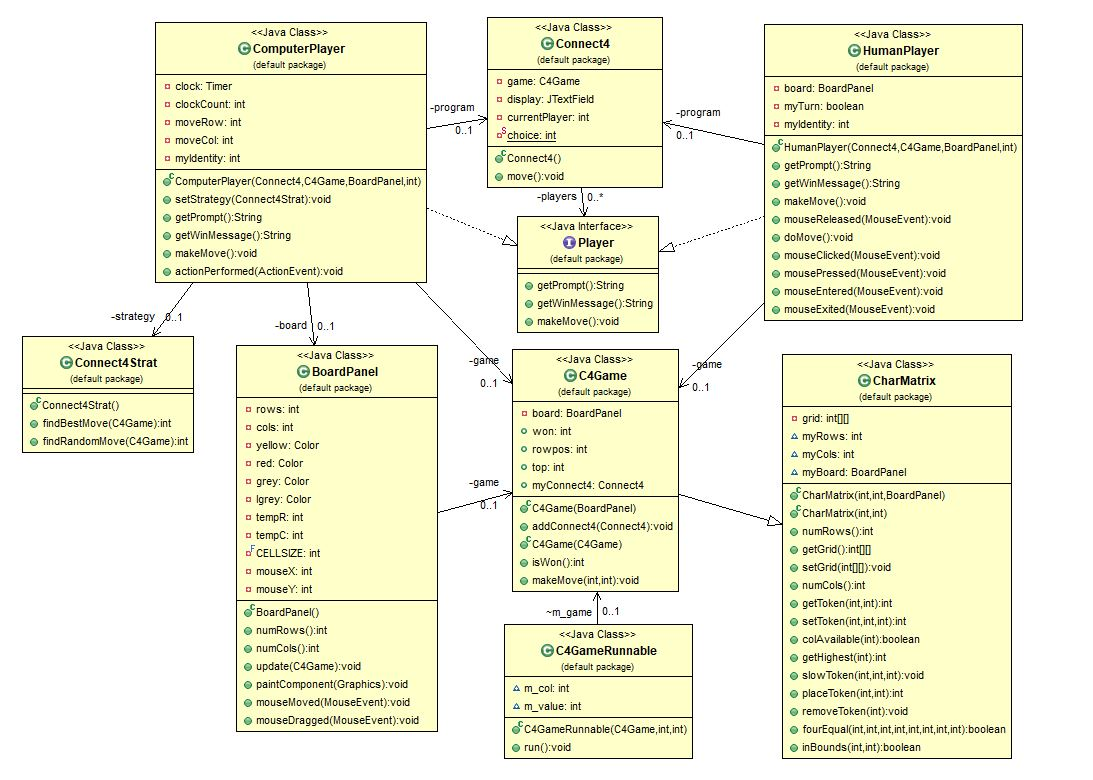 <<Java Class>>
ComputerPlayer
(default package)
clock: Timer
clockCount: int
moveRow: int
moveCol: int
myIdentity: int
ComputerPlayer(Connect4,C4Game,BoardPanel,int)
setStrategy(Connect4Strat):void
getPrompt():String
getWinMessage():String
makeMove():void
actionPerformed(ActionEvent):void
-program
0..1
<<Java Class>>
Connect4
(default package)
game: C4Game
display: JTextField
currentPlayer: int
choice: int
Connect4()
move():void
-program
0..1
<<Java Class>>
HumanPlayer
(default package)
board: BoardPanel
myTurn: boolean
myIdentity: int
HumanPlayer(Connect4,C4Game,BoardPanel,int)
getPrompt():String
getWinMessage():String
makeMove():void
mouseReleased(MouseEvent):void
doMove():void
mouseClicked(MouseEvent):void
mousePressed(MouseEvent):void
mouseEntered(MouseEvent):void
mouseExited(MouseEvent):void
-players 0..*
<<Java Interface>>
Player
(default package)
getPrompt():String
getWinMessage():String
makeMove():void
-strategy 0..1
-board 0..1
-game
0..1
-game
0..1
<<Java Class>>
Connect4Strat
(default package)
Connect4Strat()
findBestMove(C4Game):int
findRandomMove(C4Game):int
<<Java Class>>
BoardPanel
(default package)
rows: int
cols: int
yellow: Color
red: Color
grey: Color
lgrey: Color
tempR: int
tempC: int
CELLSIZE: int
mouseX: int
mouseY: int
BoardPanel()
numRows():int
numCols():int
update(C4Game):void
paintComponent(Graphics):void
mouseMoved(MouseEvent):void
mouseDragged(MouseEvent):void
-game
0..1
<<Java Class>>
C4Game
(default package)
board: BoardPanel
won: int
rowpos: int
top: int
myConnect4: Connect4
C4Game(BoardPanel)
addConnect4(Connect4):void
C4Game(C4Game)
isWon():int
makeMove(int,int):void
~m_game 0..1
<<Java Class>>
C4GameRunnable
(default package)
m_col: int
m_value: int
C4GameRunnable(C4Game,int,int)
run():void
<<Java Class>>
CharMatrix
(default package)
grid: int[][]
myRows: int
myCols: int
myBoard: BoardPanel
CharMatrix(int,int,BoardPanel)
CharMatrix(int,int)
numRows():int
getGrid():int[][]
setGrid(int[][]):void
numCols():int
getToken(int,int):int
setToken(int,int,int):int
colAvailable(int):boolean
getHighest(int):int
slowToken(int,int,int):void
placeToken(int,int):int
removeToken(int):void
fourEqual(int,int,int,int,int,int,int,int):boolean
inBounds(int,int):boolean